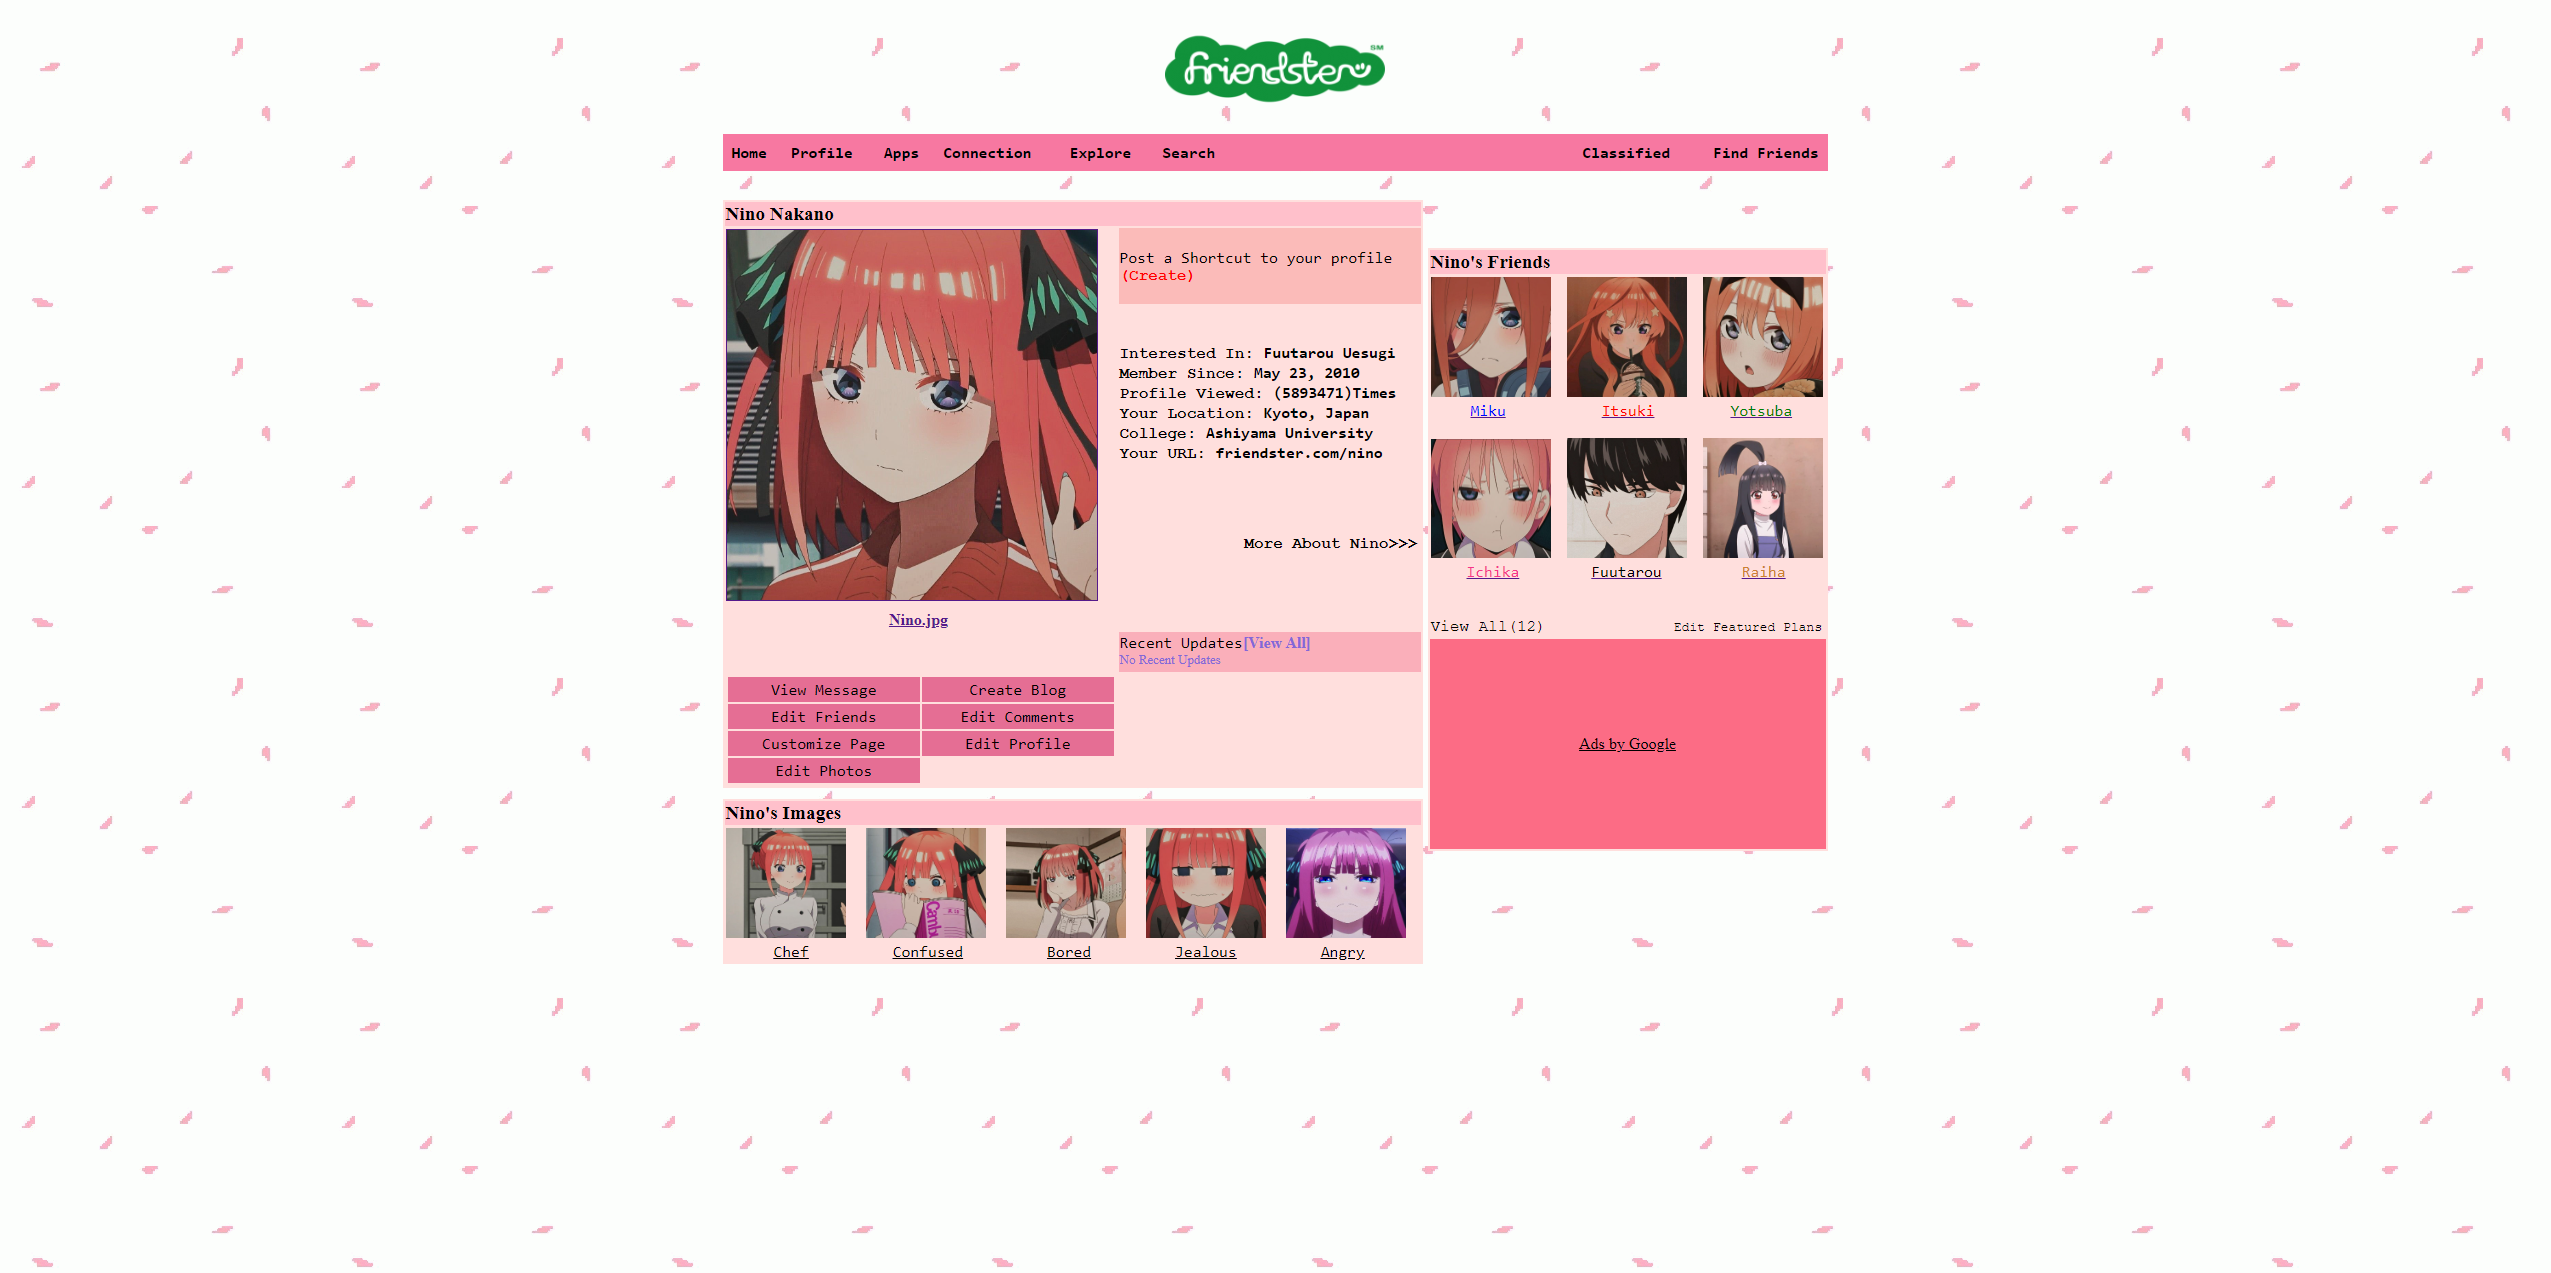 friendster SM
Home Profile Apps Connection Explore Search Classified Find Friends
Nino Nakano
Post a Shortcut to your profile
(Create)
Interested In: Fuutarou Uesugi
Member Since: May 23, 2010
Profile Viewed: (5893471)Times
Your Location: Kyoto, Japan
College: Ashiyama University
Your URL: friendster.com/nino
More About Nino>>>
Nino.jpg
Recent Updates[View All]
No Recent Updates
View Message Create Blog
Edit Friends Edit Comments
Customize Page Edit Profile
Edit Photos
Nino's Images
Chef Confused Bored Jealous Angry
Nino's Friends
Miku Itsuki Yotsuba
Ichika Fuutarou Raiha
View All(12) Edit Featured Plans
Ads by Google